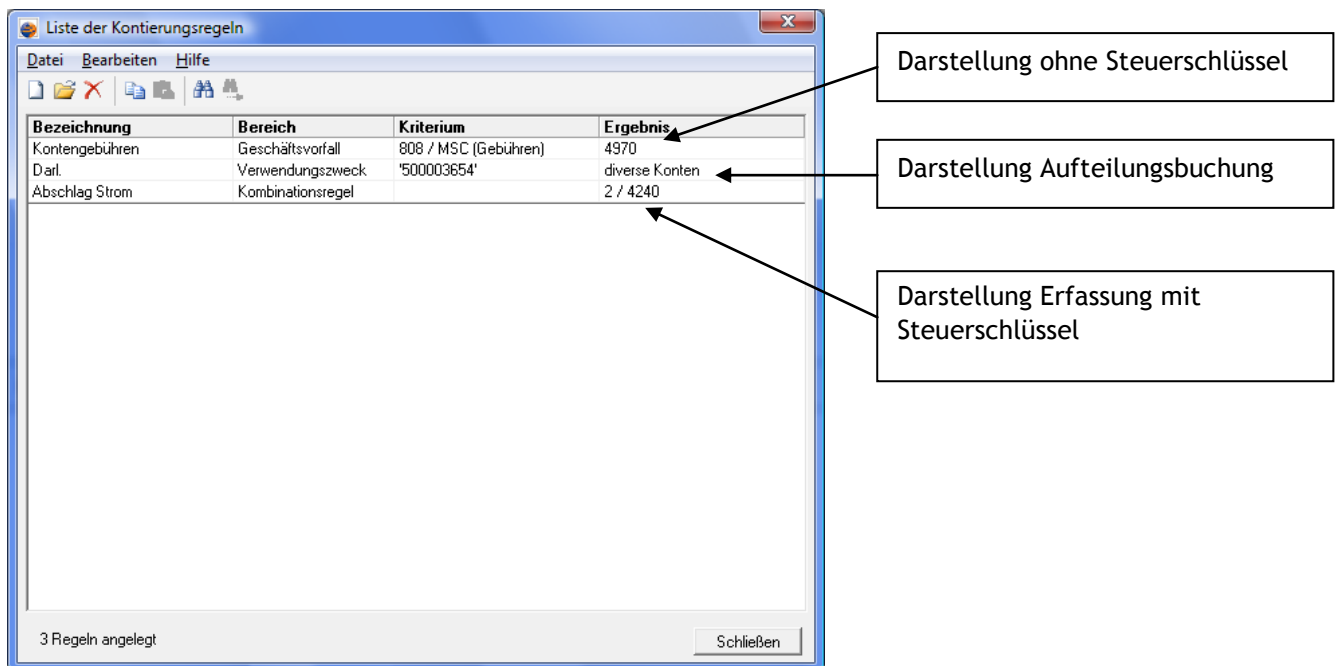 Liste der Kontierungsregeln
Datei Bearbeiten Hilfe
Bezeichnung Bereich Kriterium Ergebnis
Kontengebühren Geschäftsvorfall 808 / MSC (Gebühren) 4970
Darl. Verwendungszweck '500003654' diverse Konten
Abschlag Strom Kombinationsregel 2 / 4240
3 Regeln angelegt
Schließen
Darstellung ohne Steuerschlüssel
Darstellung Aufteilungsbuchung
Darstellung Erfassung mit
Steuerschlüssel